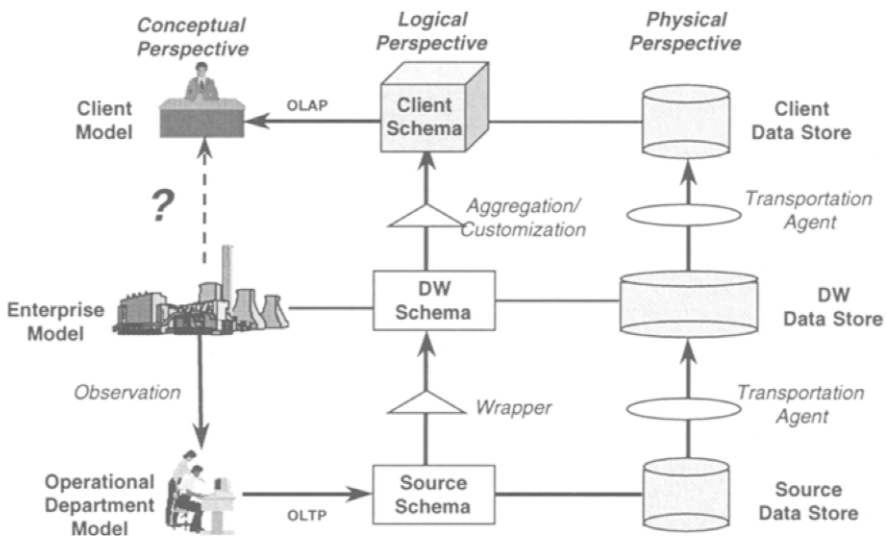 Conceptual
Perspective
Logical
Perspective
Physical
Perspective
Client
Model
OLAP
Client
Schema
Client
Data Store
?
Aggregation/
Customization
Transportation
Agent
Enterprise
Model
DW
Schema
DW
Data Store
Observation
Wrapper
Transportation
Agent
Operational
Department
Model
OLTP
Source
Schema
Source
Data Store